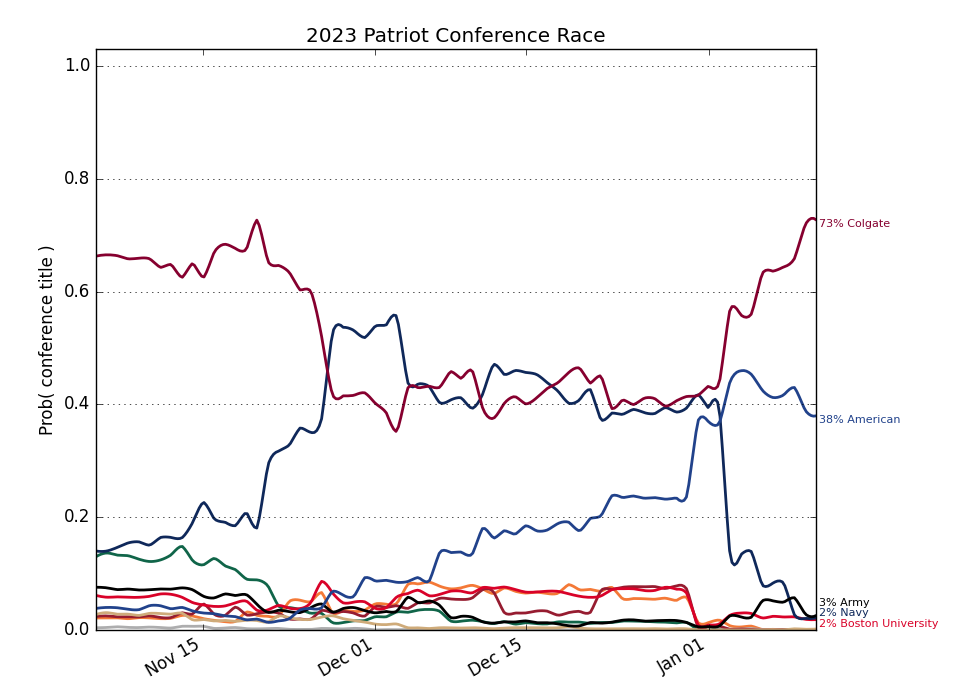 2023 Patriot Conference Race
Prob( conference title )
1.0
0.8
0.6
0.4
0.2
0.0
73% Colgate
38% American
3% Army
2% Navy
2% Boston University
Nov 15
Dec 01
Dec 15
Jan 01